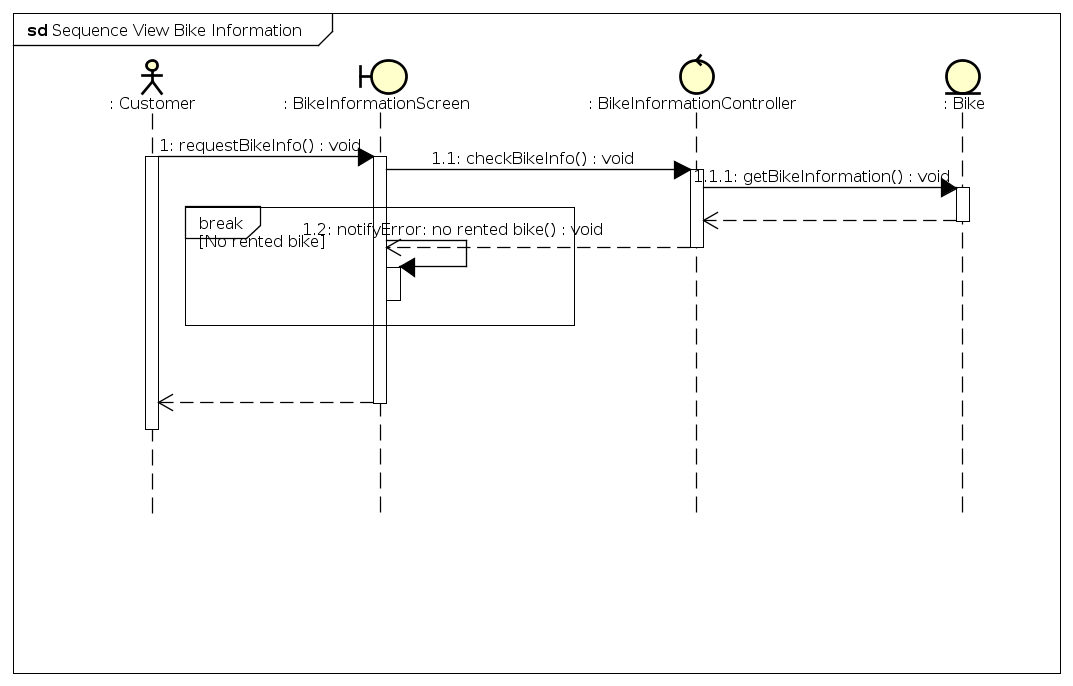 sd Sequence View Bike Information
: Customer
: BikeInformationScreen
: BikeInformationController
: Bike
1: requestBikeInfo() : void
1.1: checkBikeInfo() : void
1.1.1: getBikeInformation() : void
break
1.2: notifyError: no rented bike() : void
[No rented bike]